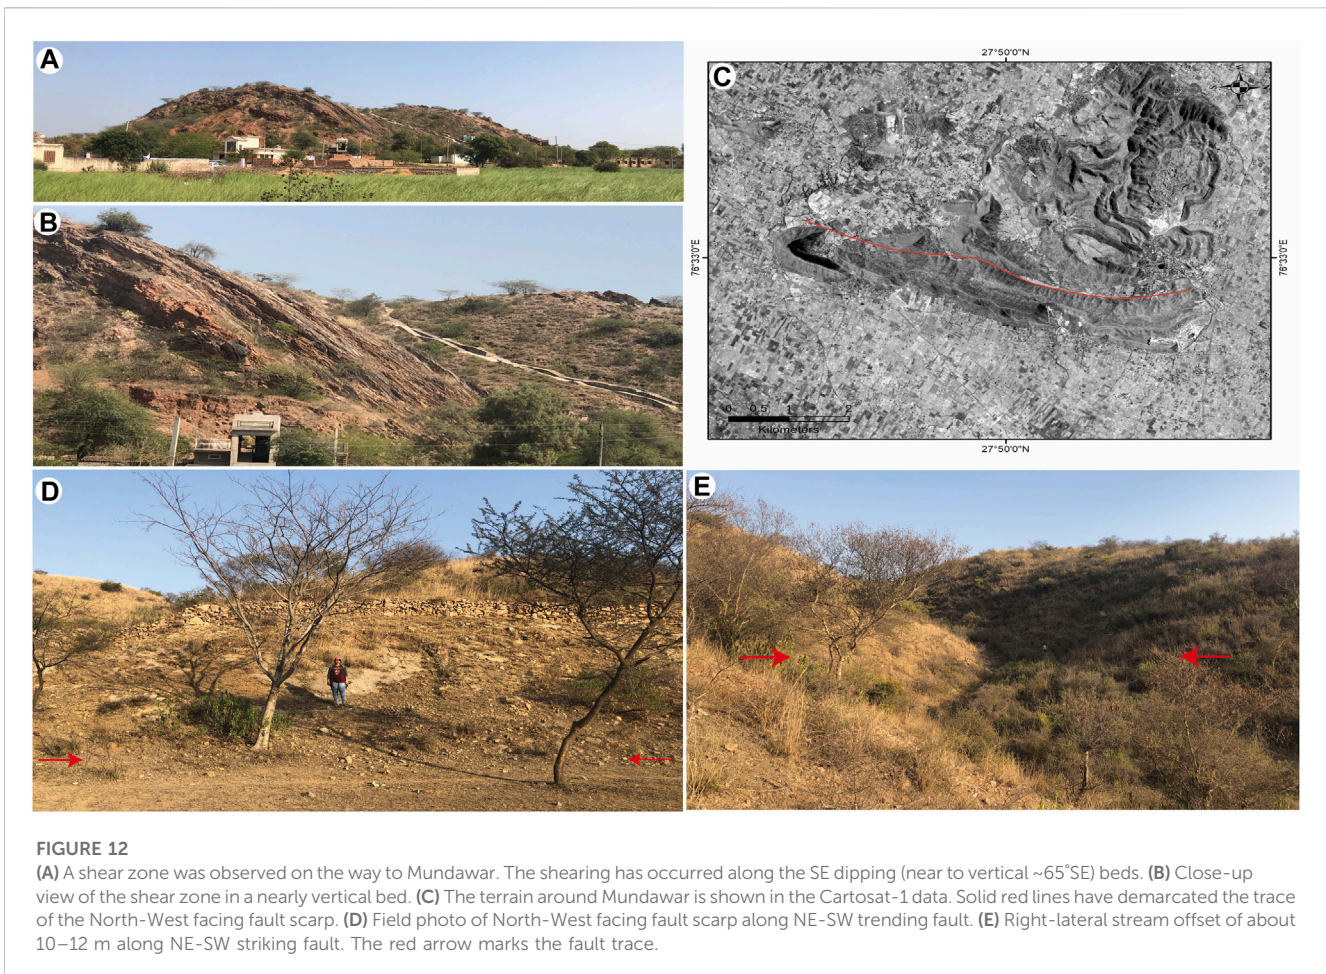 A
B
27°50'0"N
C
76°33'0"E
76°33'0"E
0 0.5 1 2
Kilometers
27°50'0"N
D
E
FIGURE 12
(A) A shear zone was observed on the way to Mundawar. The shearing has occurred along the SE dipping (near to vertical ~65°SE) beds. (B) Close-up
view of the shear zone in a nearly vertical bed. (C) The terrain around Mundawar is shown in the Cartosat-1 data. Solid red lines have demarcated the trace
of the North-West facing fault scarp. (D) Field photo of North-West facing fault scarp along NE-SW trending fault. (E) Right-lateral stream offset of about
10–12 m along NE-SW striking fault. The red arrow marks the fault trace.